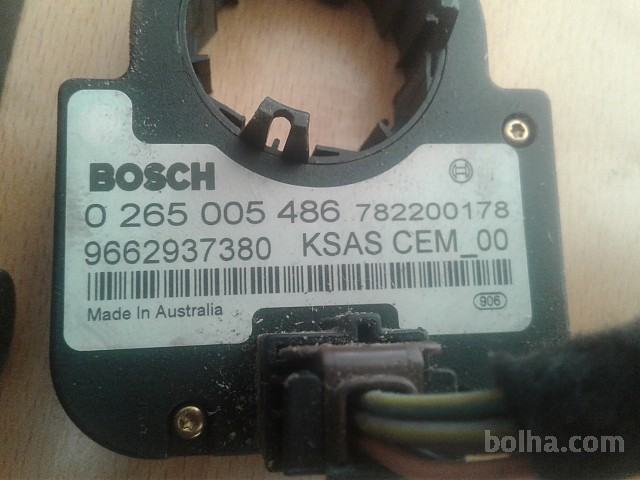 BOSCH
0 265 005 486 782200178
9662937380 KSAS CEM_00
Made In Australia
906
bolha.com